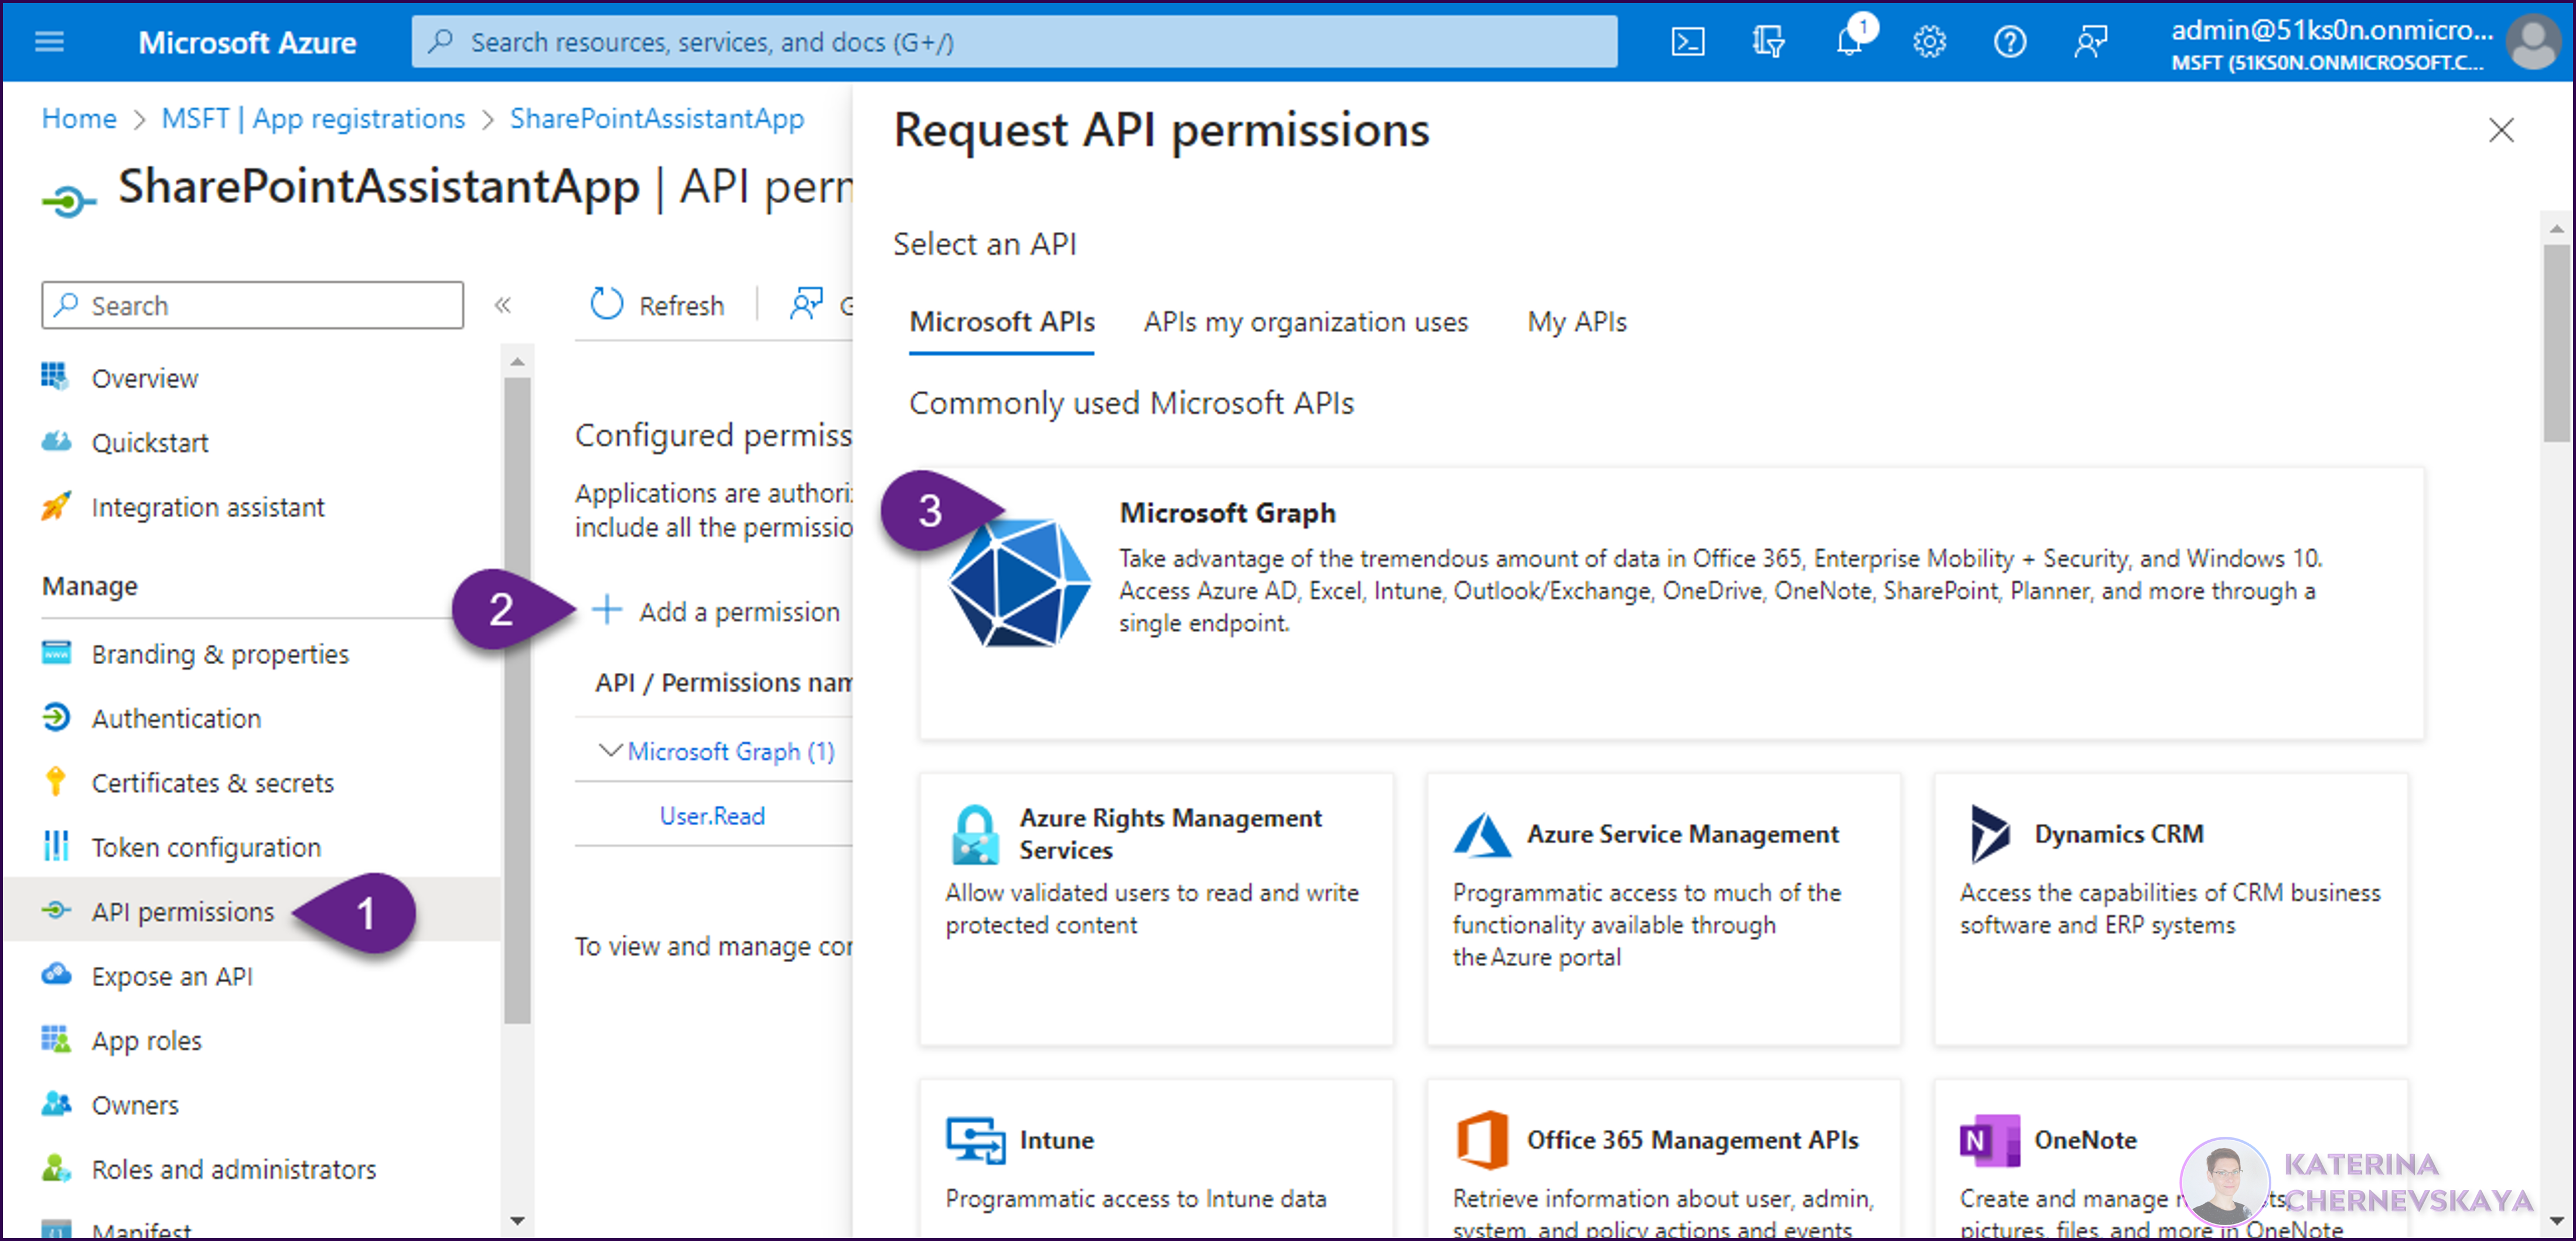 Microsoft Azure
Search resources, services, and docs (G+/)
1
admin@51ks0n.onmicro...
MSFT (51KS0N.ONMICROSOFT.C...
Home > MSFT | App registrations > SharePointAssistantApp
SharePointAssistantApp | API perm
Search
«
Overview
Quickstart
Integration assistant
Manage
Branding & properties
Authentication
Certificates & secrets
Token configuration
API permissions
1
Expose an API
App roles
Owners
Roles and administrators
Manifest
Refresh
G
Configured permiss
Applications are authori
include all the permissio
2
Add a permission
API / Permissions nam
Microsoft Graph (1)
User.Read
To view and manage cor
Request API permissions
Select an API
Microsoft APIs
APIs my organization uses
My APIs
Commonly used Microsoft APIs
3
Microsoft Graph
Take advantage of the tremendous amount of data in Office 365, Enterprise Mobility + Security, and Windows 10.
Access Azure AD, Excel, Intune, Outlook/Exchange, OneDrive, OneNote, SharePoint, Planner, and more through a
single endpoint.
Azure Rights Management
Services
Allow validated users to read and write
protected content
Azure Service Management
Programmatic access to much of the
functionality available through
the Azure portal
Dynamics CRM
Access the capabilities of CRM business
software and ERP systems
Intune
Programmatic access to Intune data
Office 365 Management APIs
Retrieve information about user, admin,
system, and policy actions and events
N
OneNote
Create and manage
pictures, files, and more in OneNote
KATERINA
CHERNEVSKAYA